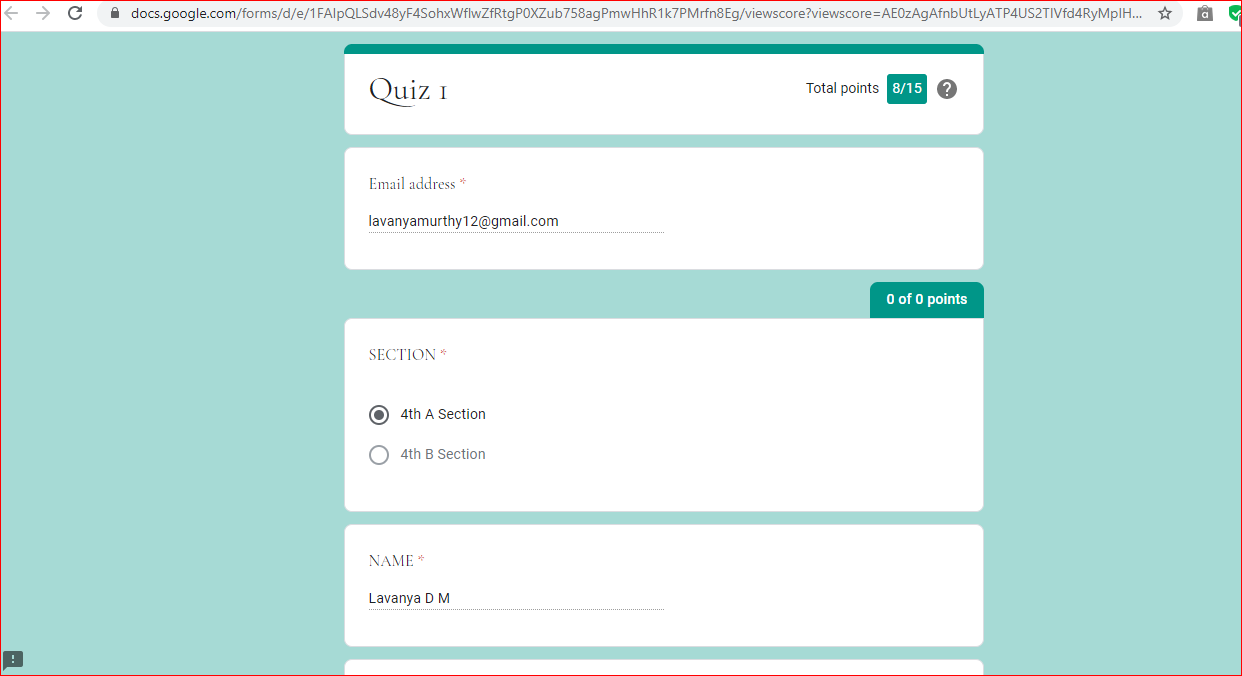 docs.google.com/forms/d/e/1FAIpQLSdv48yF4SohxWflwZfRtgP0XZub758agPmwHhR1k7PMrfn8Eg/viewscore?viewscore=AE0zAgAfnbUtLyATP4US2TIVfd4RyMpIH...
Quiz 1
Total points 8/15
Email address *
lavanyamurthy12@gmail.com
0 of 0 points
SECTION *
4th A Section
4th B Section
NAME *
Lavanya D M